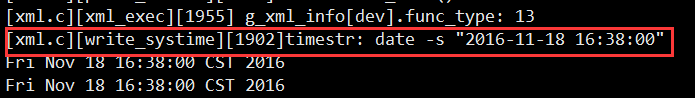 [xml.c][xml_exec][1955] g_xml_info[dev].func_type: 13
[xml.c][write_systime][1902]timestr: date -s "2016-11-18 16:38:00"
Fri Nov 18 16:38:00 CST 2016
Fri Nov 18 16:38:00 CST 2016